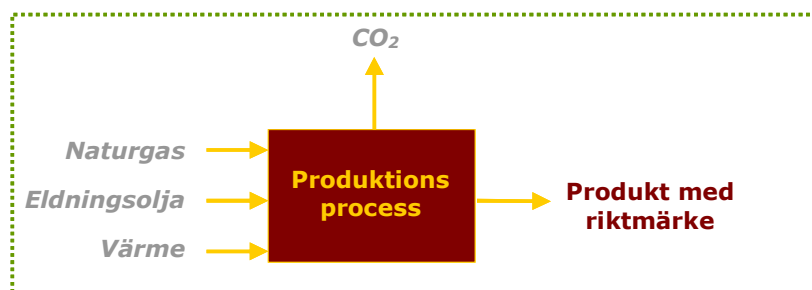 CO₂
Naturgas
Eldningsolja
Värme
Produktions
process
Produkt med
riktmärke